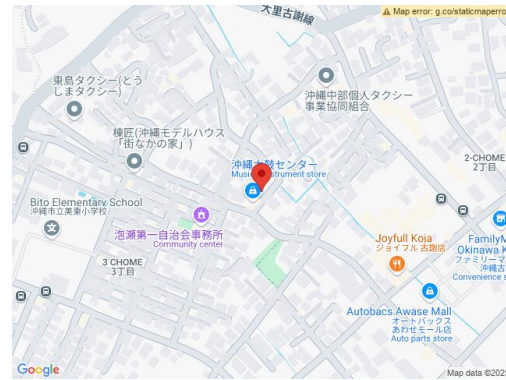 Map error: g.co/staticmaperro
大里古謝線
東島タクシー(とう
しまタクシー)
沖縄中部個人タクシー
事業協同組合
棟匠(沖縄モデルハウス
「街なかの家」)
沖縄太鼓センター
Music instrument store
2-CHOME
2丁目
Bito Elementary School
沖縄市立美東小学校
泡瀬第一自治会事務所
Community center
Joyfull Koja
ジョイフル 古謝店
FamilyM
Okinawa K
ファミリーマ
沖縄古
Convenience s
3 CHOME
3丁目
Autobacs Awase Mall
オートバックス
あわせモール店
Auto parts store
Google
Map data ©2025